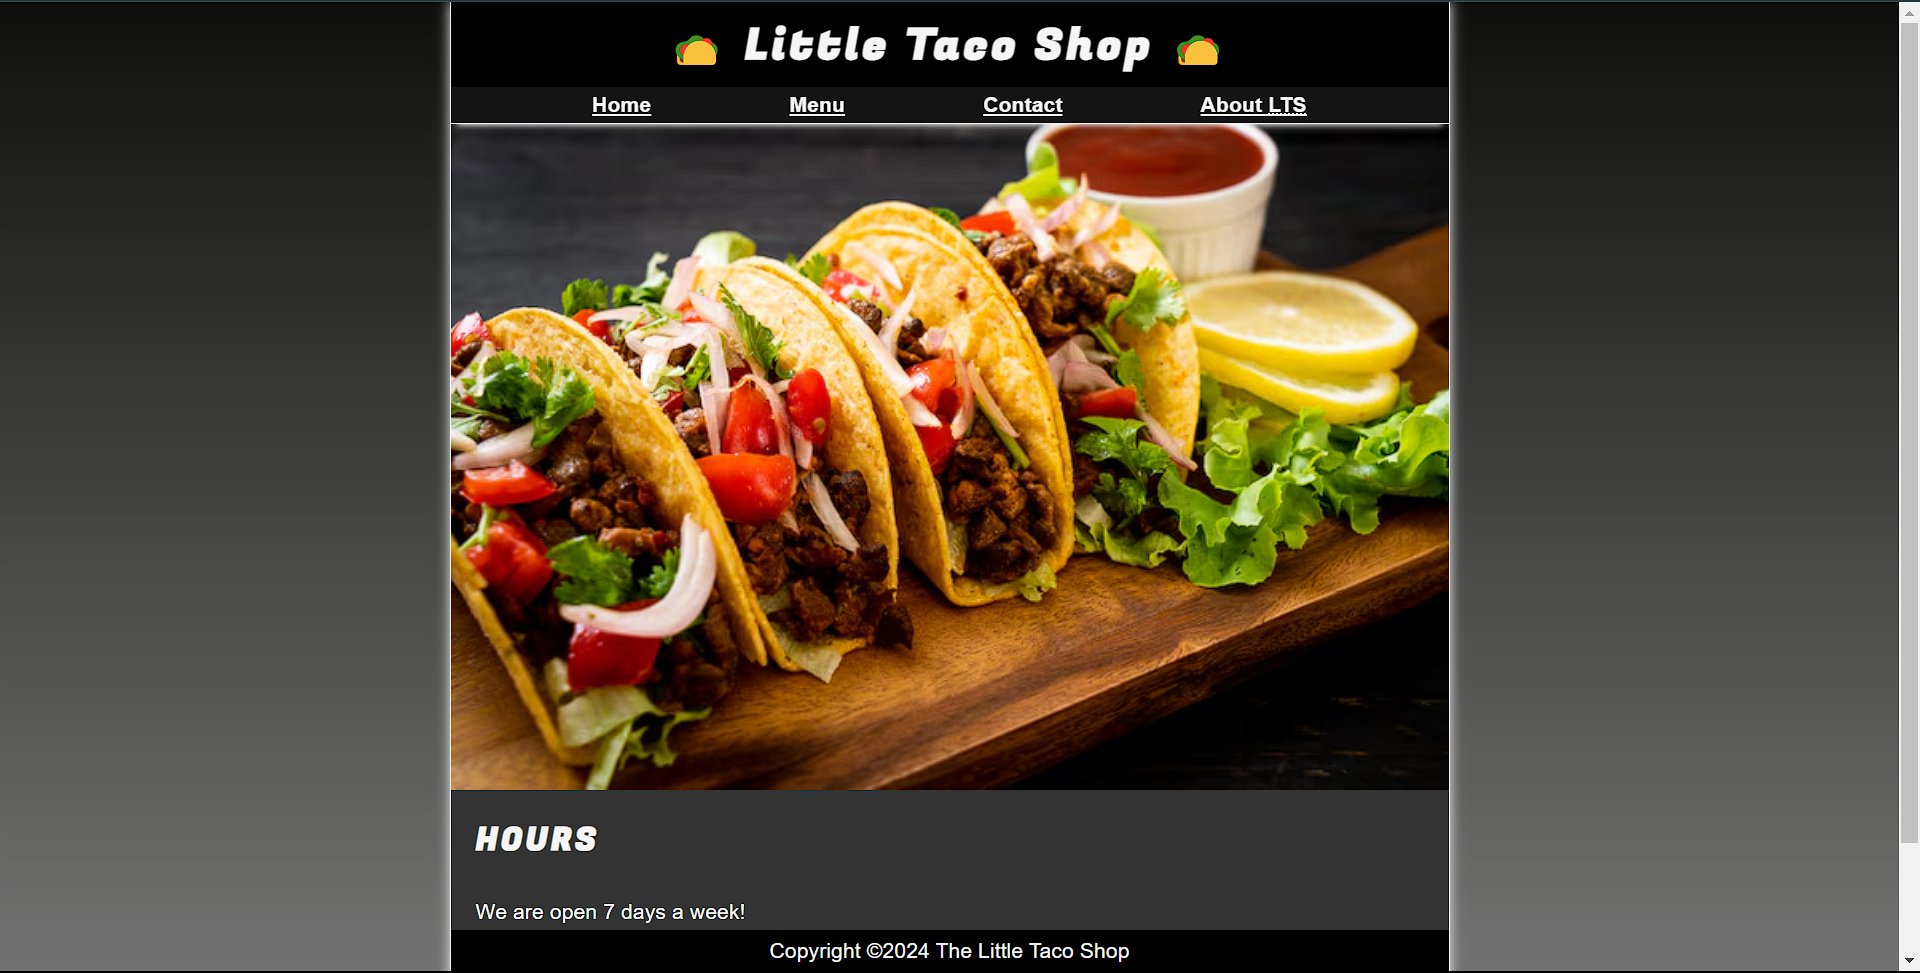 Little Taco Shop
Home Menu Contact About LTS
HOURS
We are open 7 days a week!
Copyright ©2024 The Little Taco Shop